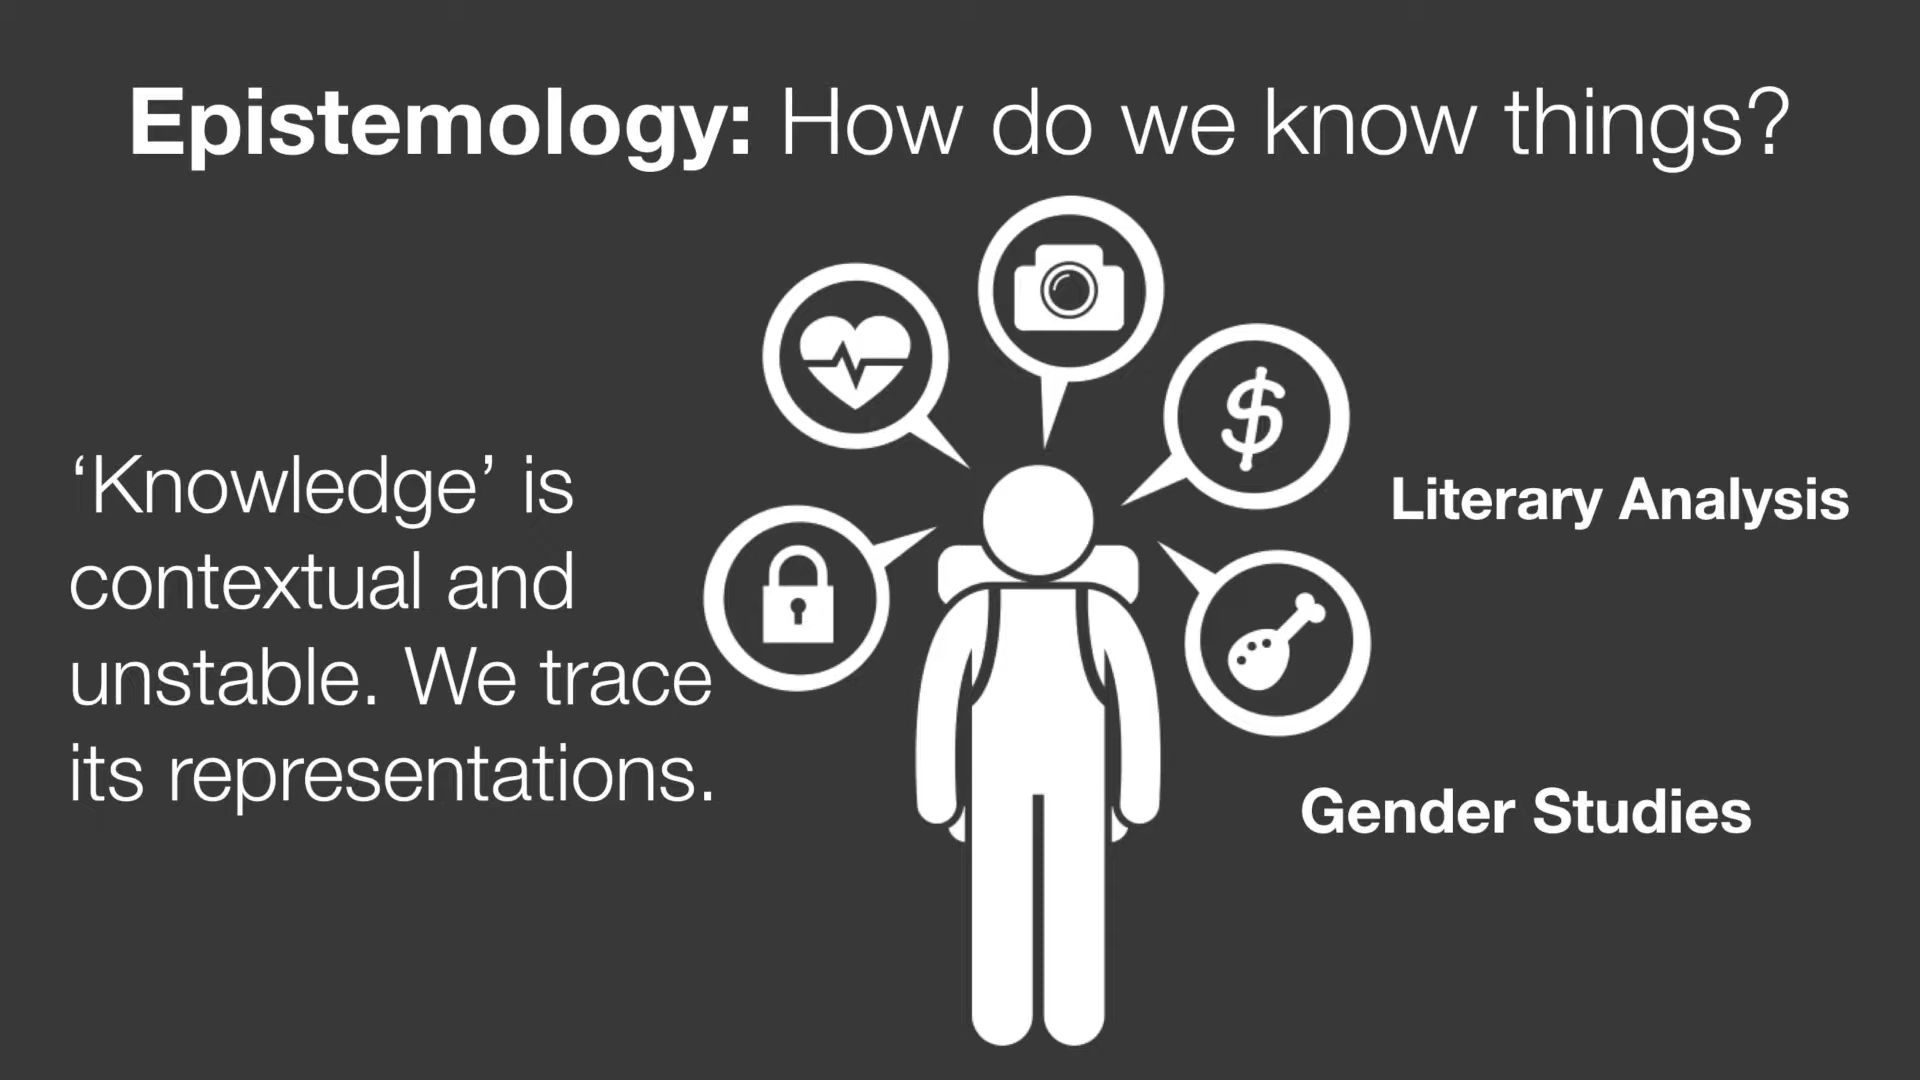 Epistemology: How do we know things?
‘Knowledge’ is
contextual and
unstable. We trace
its representations.
$
Literary Analysis
Gender Studies